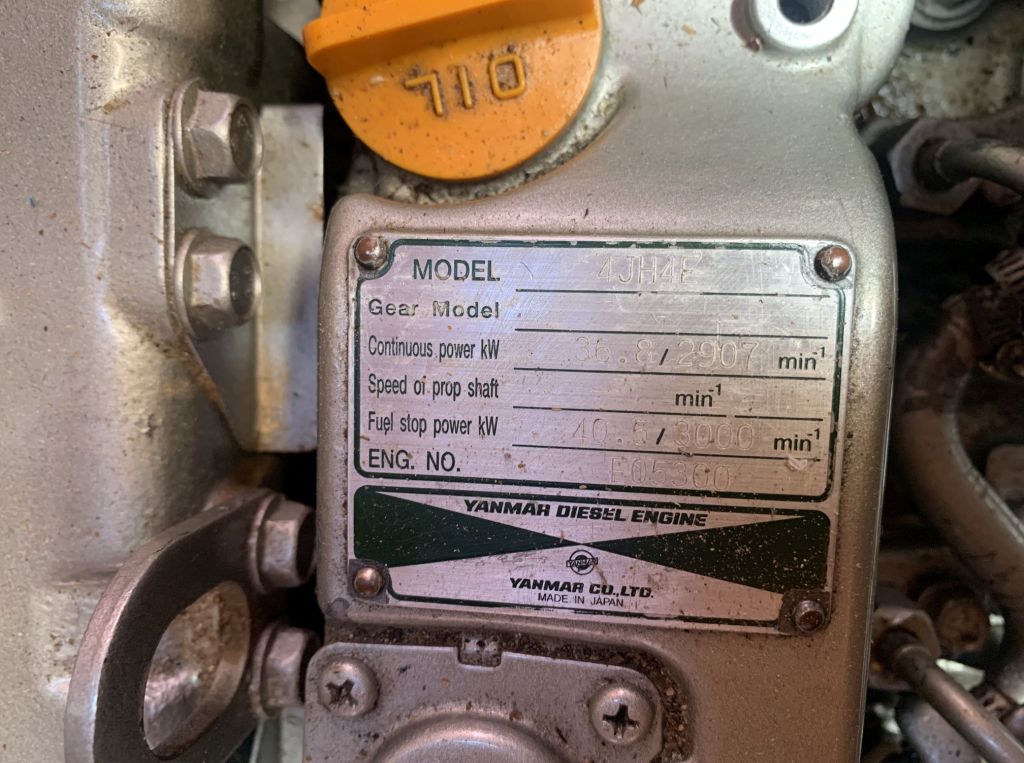 OIL
MODEL 4JH4E
Gear Model
Continuous power kW 36.8/2907 min-1
Speed of prop shaft min-1
Fuel stop power kW 40.5/3000 min-1
ENG. NO. E05300
YANMAR DIESEL ENGINE
YANMAR
YANMAR CO.,LTD.
MADE IN JAPAN